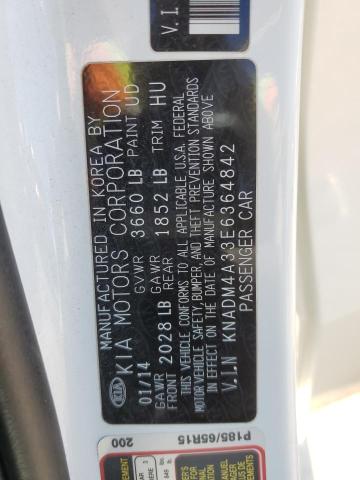 MANUFACTURED IN KOREA BY
KIA KIA MOTORS CORPORATION
01/14 GVWR 3660 LB PAINT UD
GAWR FRONT 2028 LB GAWR REAR 1852 LB TRIM HU
THIS VEHICLE CONFORMS TO ALL APPLICABLE U.S.A. FEDERAL
MOTOR VEHICLE SAFETY, BUMPER, AND THEFT PREVENTION STANDARDS
IN EFFECT ON THE DATE OF MANUFACTURE SHOWN ABOVE
V.I.N KNADM4A33E6364842
PASSENGER CAR
V.I.
P185/65R15
200